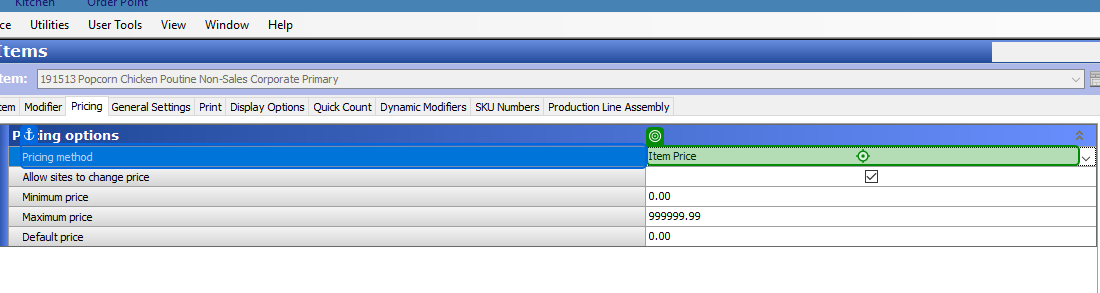 Kitchen Order Point
ce Utilities User Tools View Window Help
Items
tem: 191513 Popcorn Chicken Poutine Non-Sales Corporate Primary
tem Modifier Pricing General Settings Print Display Options Quick Count Dynamic Modifiers SKU Numbers Production Line Assembly
P cing options
Pricing method Item Price
Allow sites to change price
Minimum price 0.00
Maximum price 999999.99
Default price 0.00